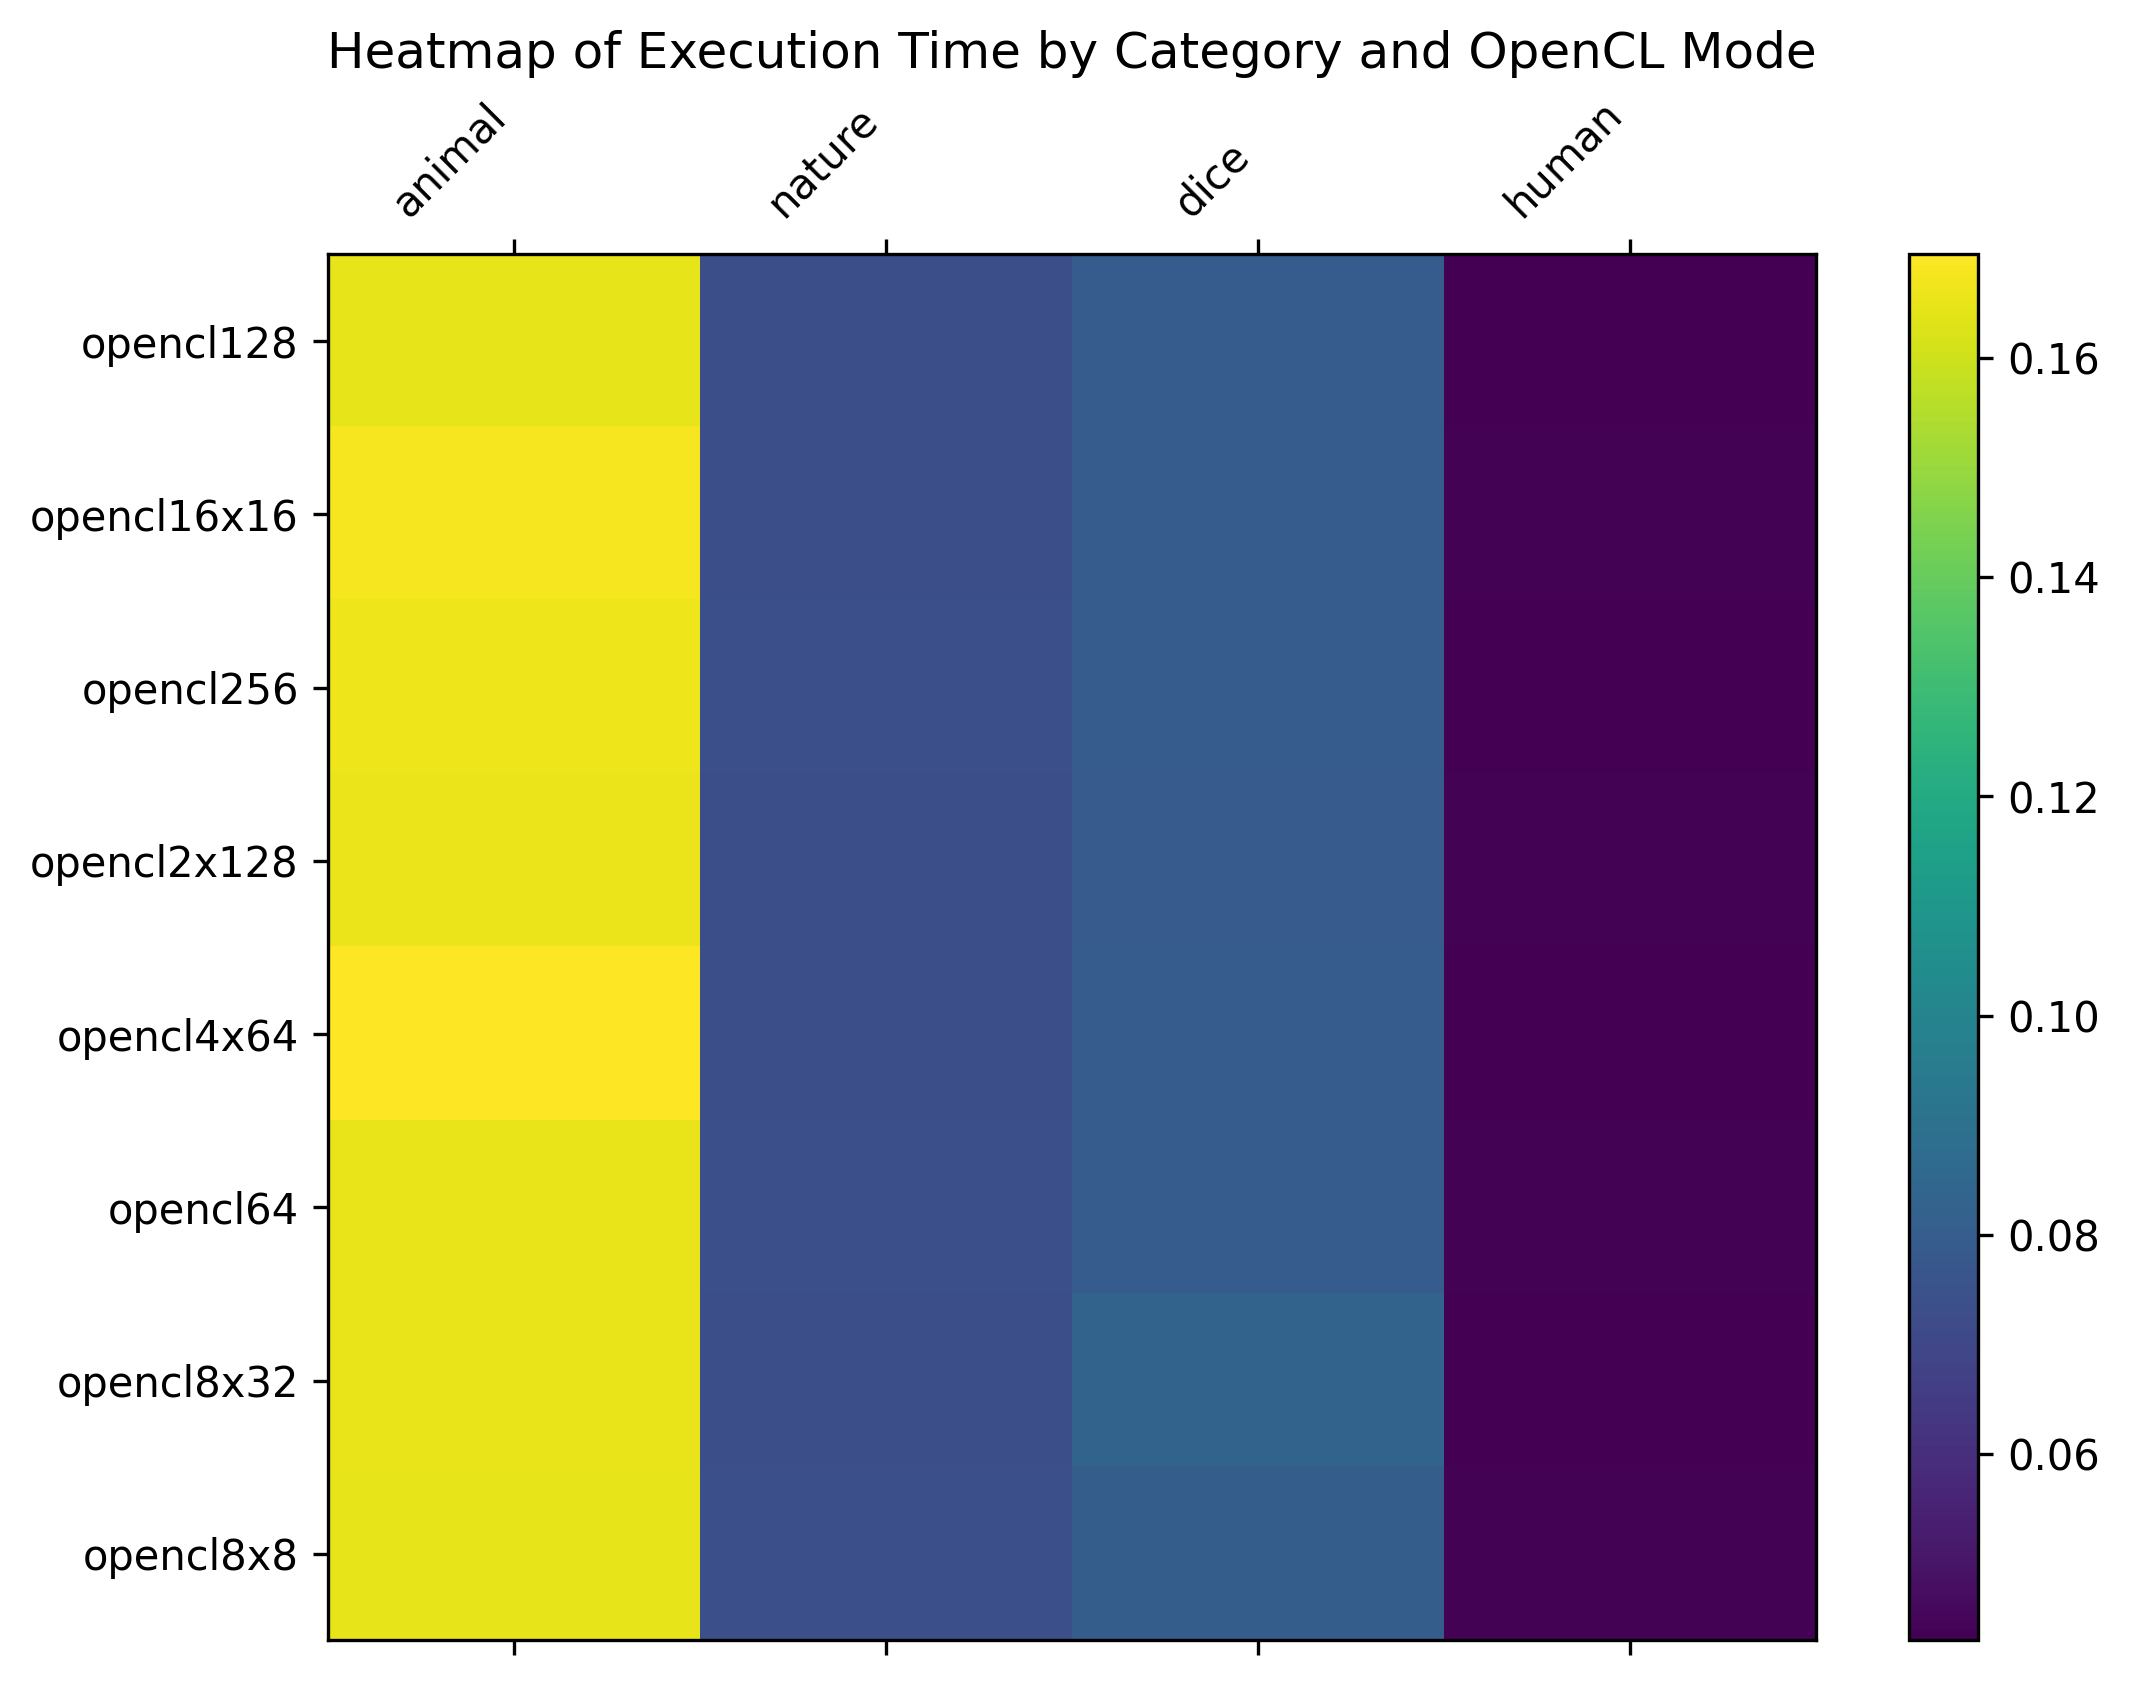 Heatmap of Execution Time by Category and OpenCL Mode
animal
nature
dice
human
opencl128
opencl16x16
opencl256
opencl2x128
opencl4x64
opencl64
opencl8x32
opencl8x8
0.16
0.14
0.12
0.10
0.08
0.06